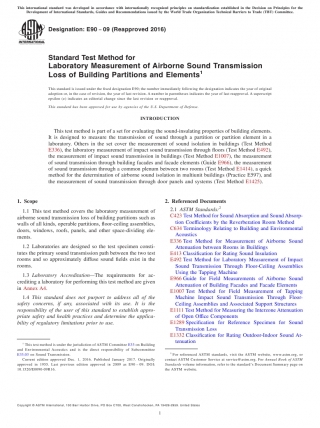 This international standard was developed in accordance with internationally recognized principles on standardization established in the Decision on Principles for the
Development of International Standards, Guides and Recommendations issued by the World Trade Organization Technical Barriers to Trade (TBT) Committee.
Designation: E90 - 09 (Reapproved 2016)
INTERNATIONAL
Standard Test Method for
Laboratory Measurement of Airborne Sound Transmission
Loss of Building Partitions and Elements1
This standard is issued under the fixed designation E90; the number immediately following the designation indicates the year of original
adoption or, in the case of revision, the year of last revision. A number in parentheses indicates the year of last reapproval. A superscript
epsilon (ε) indicates an editorial change since the last revision or reapproval.
This standard has been approved for use by agencies of the U.S. Department of Defense.
INTRODUCTION
This test method is part of a set for evaluating the sound-insulating properties of building elements.
It is designed to measure the transmission of sound through a partition or partition element in a
laboratory. Others in the set cover the measurement of sound isolation in buildings (Test Method
E336), the laboratory measurement of impact sound transmission through floors (Test Method E492),
the measurement of impact sound transmission in buildings (Test Method E1007), the measurement
of sound transmission through building facades and facade elements (Guide E966), the measurement
of sound transmission through a common plenum between two rooms (Test Method E1414), a quick
method for the determination of airborne sound isolation in multiunit buildings (Practice E597), and
the measurement of sound transmission through door panels and systems (Test Method E1425).
1. Scope
1.1 This test method covers the laboratory measurement of
airborne sound transmission loss of building partitions such as
walls of all kinds, operable partitions, floor-ceiling assemblies,
doors, windows, roofs, panels, and other space-dividing ele-
ments.
1.2 Laboratories are designed so the test specimen consti-
tutes the primary sound transmission path between the two test
rooms and so approximately diffuse sound fields exist in the
rooms.
1.3 Laboratory Accreditation—The requirements for ac-
crediting a laboratory for performing this test method are given
in Annex A4.
1.4 This standard does not purport to address all of the
safety concerns, if any, associated with its use. It is the
responsibility of the user of this standard to establish appro-
priate safety and health practices and determine the applica-
bility of regulatory limitations prior to use.
1 This test method is under the jurisdiction of ASTM Committee E33 on Building
and Environmental Acoustics and is the direct responsibility of Subcommittee
E33.03 on Sound Transmission.
Current edition approved Dec. 1, 2016. Published January 2017. Originally
approved in 1955. Last previous edition approved in 2009 as E90 – 09. DOI:
10.1520/E0090-09R16.
2. Referenced Documents
2.1 ASTM Standards:2
C423 Test Method for Sound Absorption and Sound Absorp-
tion Coefficients by the Reverberation Room Method
C634 Terminology Relating to Building and Environmental
Acoustics
E336 Test Method for Measurement of Airborne Sound
Attenuation between Rooms in Buildings
E413 Classification for Rating Sound Insulation
E492 Test Method for Laboratory Measurement of Impact
Sound Transmission Through Floor-Ceiling Assemblies
Using the Tapping Machine
E966 Guide for Field Measurements of Airborne Sound
Attenuation of Building Facades and Facade Elements
E1007 Test Method for Field Measurement of Tapping
Machine Impact Sound Transmission Through Floor-
Ceiling Assemblies and Associated Support Structures
E1111 Test Method for Measuring the Interzone Attenuation
of Open Office Components
E1289 Specification for Reference Specimen for Sound
Transmission Loss
E1332 Classification for Rating Outdoor-Indoor Sound At-
tenuation
2 For referenced ASTM standards, visit the ASTM website, www.astm.org, or
contact ASTM Customer Service at service@astm.org. For Annual Book of ASTM
Standards volume information, refer to the standard's Document Summary page on
the ASTM website.
Copyright © ASTM International, 100 Barr Harbor Drive, PO Box C700, West Conshohocken, PA 19428-2959. United States
1